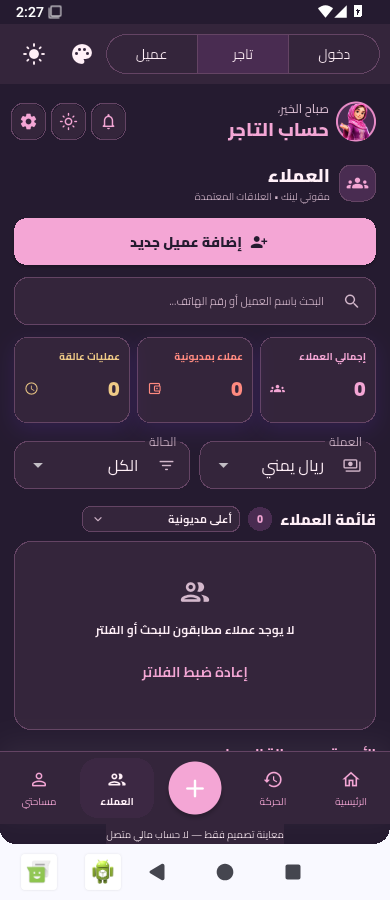 2:27
دخول
تاجر
عميل
صباح الخير،
حساب التاجر
العملاء
مقوتي لينك • العلاقات المعتمدة
إضافة عميل جديد
البحث باسم العميل أو رقم الهاتف...
إجمالي العملاء
0
عملاء بمديونية
0
عمليات عالقة
0
العملة
ريال يمني
الحالة
الكل
قائمة العملاء
0
أعلى مديونية
لا يوجد عملاء مطابقون للبحث أو الفلتر
إعادة ضبط الفلاتر
الرئيسية
الحركة
العملاء
مساحتي
معاينة تصميم فقط — لا حساب مالي متصل